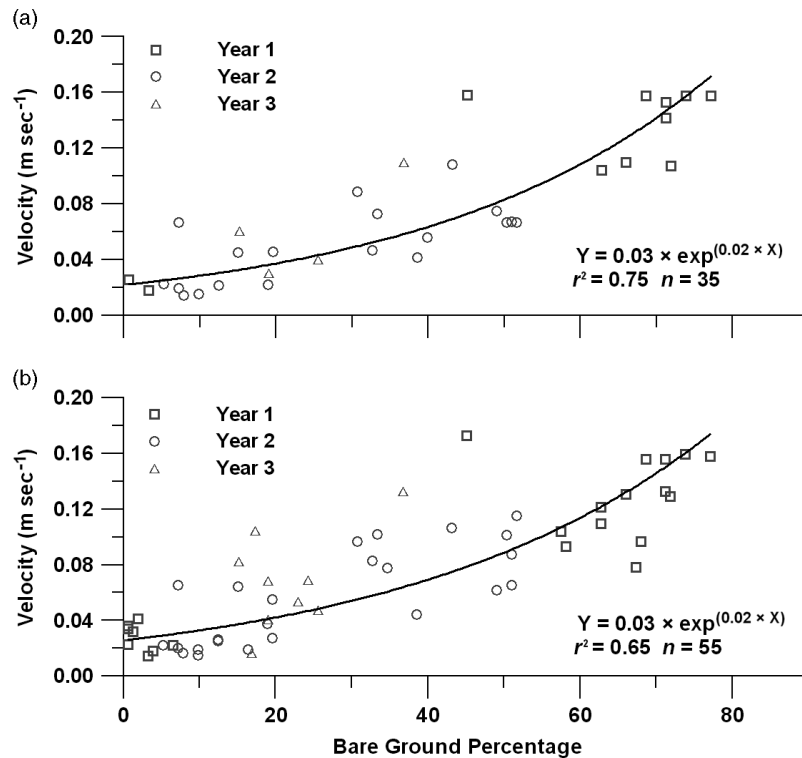 (a)
0.20
0.16
0.12
0.08
0.04
0.00
Velocity (m sec⁻¹)
Year 1
Year 2
Year 3
Y = 0.03 × exp^(0.02 × X)
r² = 0.75 n = 35
(b)
0.20
0.16
0.12
0.08
0.04
0.00
Velocity (m sec⁻¹)
Year 1
Year 2
Year 3
Y = 0.03 × exp^(0.02 × X)
r² = 0.65 n = 55
0 20 40 60 80
Bare Ground Percentage